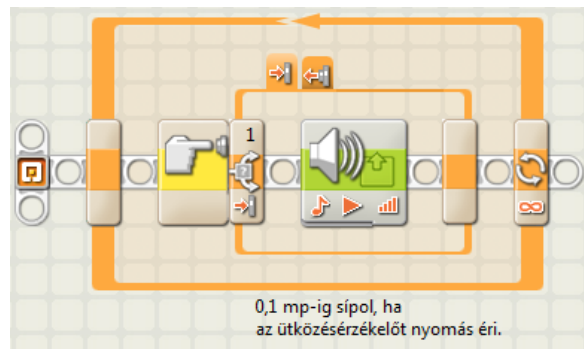 1
0,1 mp-ig sípol, ha
az ütközésérzékelőt nyomás éri.